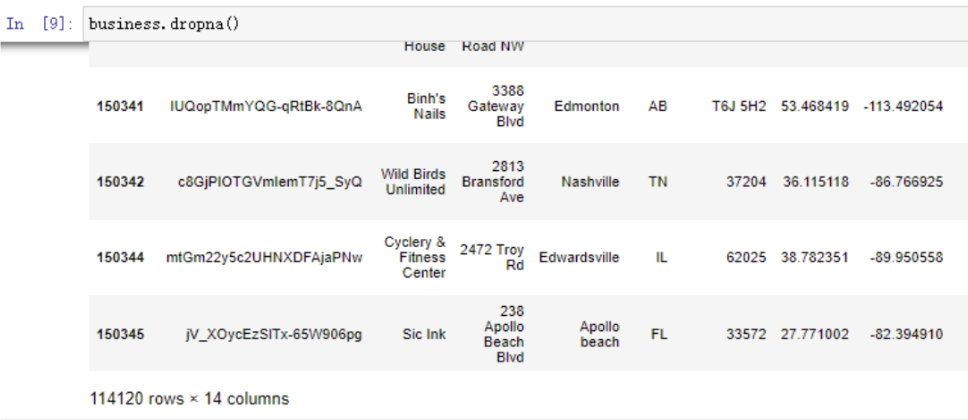 In [9]: business.dropna()
House Road NW
150341 IUQopTMmYQG-qRtBk-8QnA Binh's Nails 3388 Gateway Blvd Edmonton AB T6J 5H2 53.468419 -113.492054
150342 c8GjPIOTGVmIemT7j5_SyQ Wild Birds Unlimited 2813 Bransford Ave Nashville TN 37204 36.115118 -86.766925
150344 mtGm22y5c2UHNXDFAjaPNw Cyclery & Fitness Center 2472 Troy Rd Edwardsville IL 62025 38.782351 -89.950558
150345 jV_XOycEzSlTx-65W906pg Sic Ink 238 Apollo Beach Blvd Apollo beach FL 33572 27.771002 -82.394910
114120 rows × 14 columns